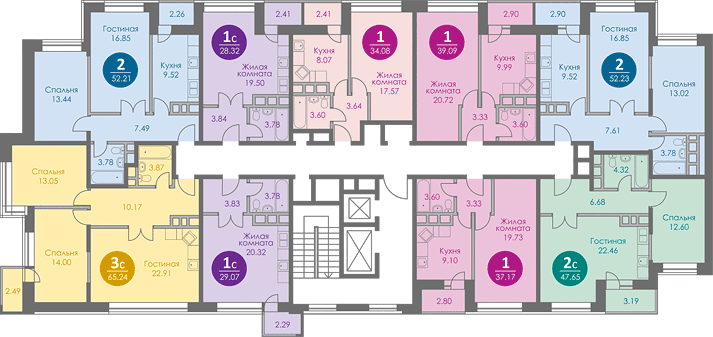 Гостиная
16.85
2
52.21
2.26
Кухня
9.52
Спальня
13.44
7.49
3.78
1с
28.32
2.41
Жилая
комната
19.50
3.84
3.78
2.41
Кухня
8.07
1
34.08
Жилая
комната
17.57
3.60
3.64
1
39.09
2.90
Кухня
9.99
Жилая
комната
20.72
3.33
3.60
2.90
Гостиная
16.85
2
52.23
Кухня
9.52
Спальня
13.02
7.61
3.78
Спальня
13.05
3.87
10.17
Спальня
14.00
3с
65.24
Гостиная
22.91
2.49
3.83
3.78
Жилая
комната
20.32
1с
29.07
2.29
3.60
3.33
Кухня
9.10
Жилая
комната
19.73
1
37.17
2.80
4.32
6.68
Спальня
12.60
Гостиная
22.46
2с
47.65
3.19